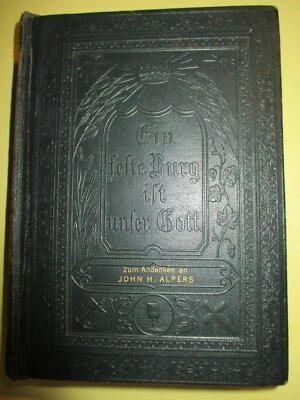 Ein
feste Burg
ist
unser Gott.
Zum Andenken an
JOHN H. ALPERS